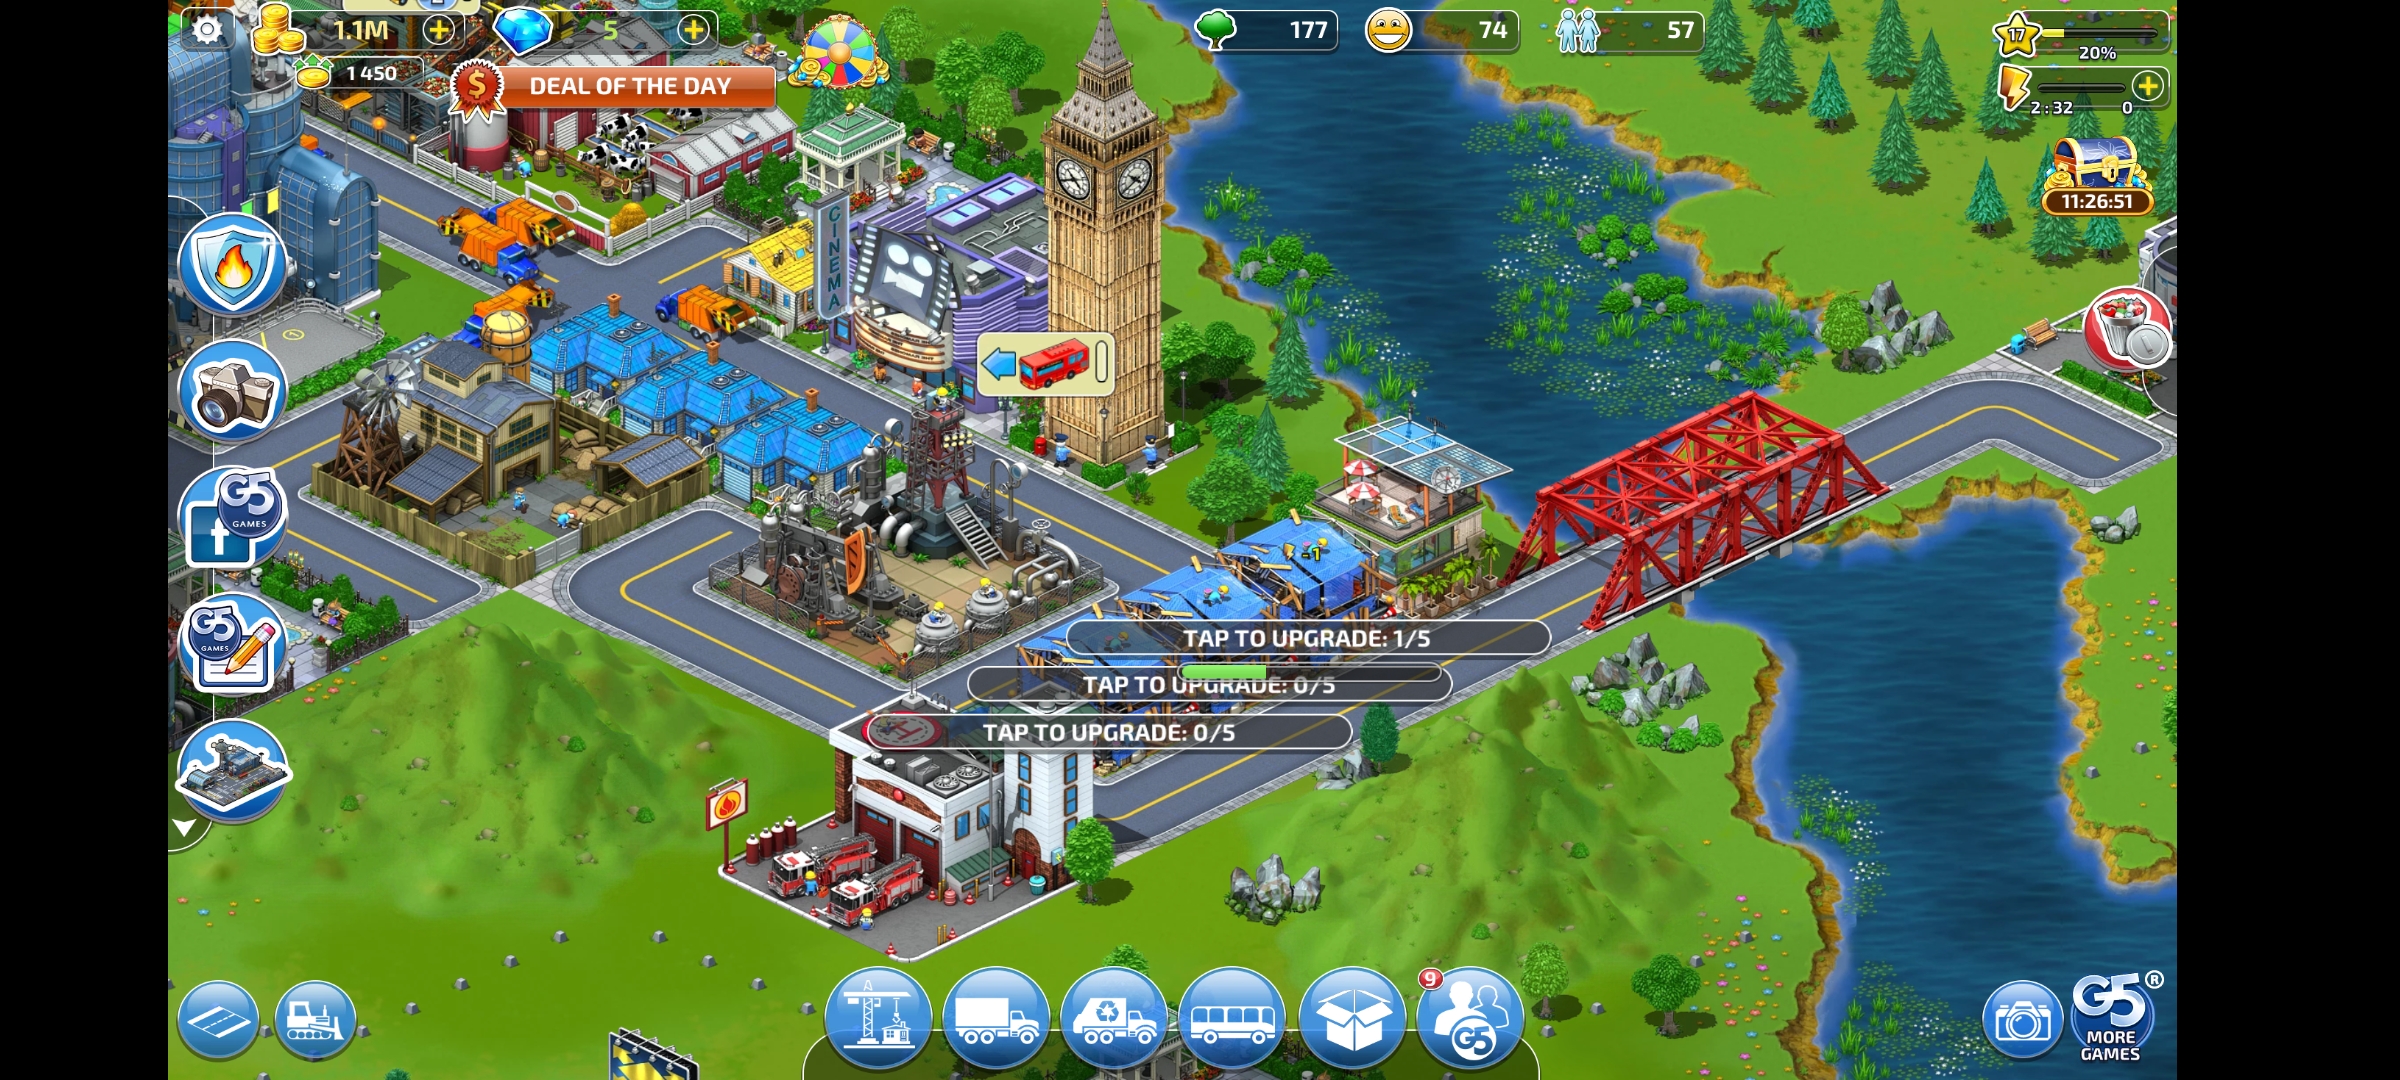 1.1M
5
177
74
57
17
20%
1 450
DEAL OF THE DAY
2:32
0
11:26:51
CINEMA
G5
GAMES
f
-1
TAP TO UPGRADE: 1/5
G5
GAMES
TAP TO UPGRADE: 0/5
TAP TO UPGRADE: 0/5
H
9
G5
G5®
MORE
GAMES